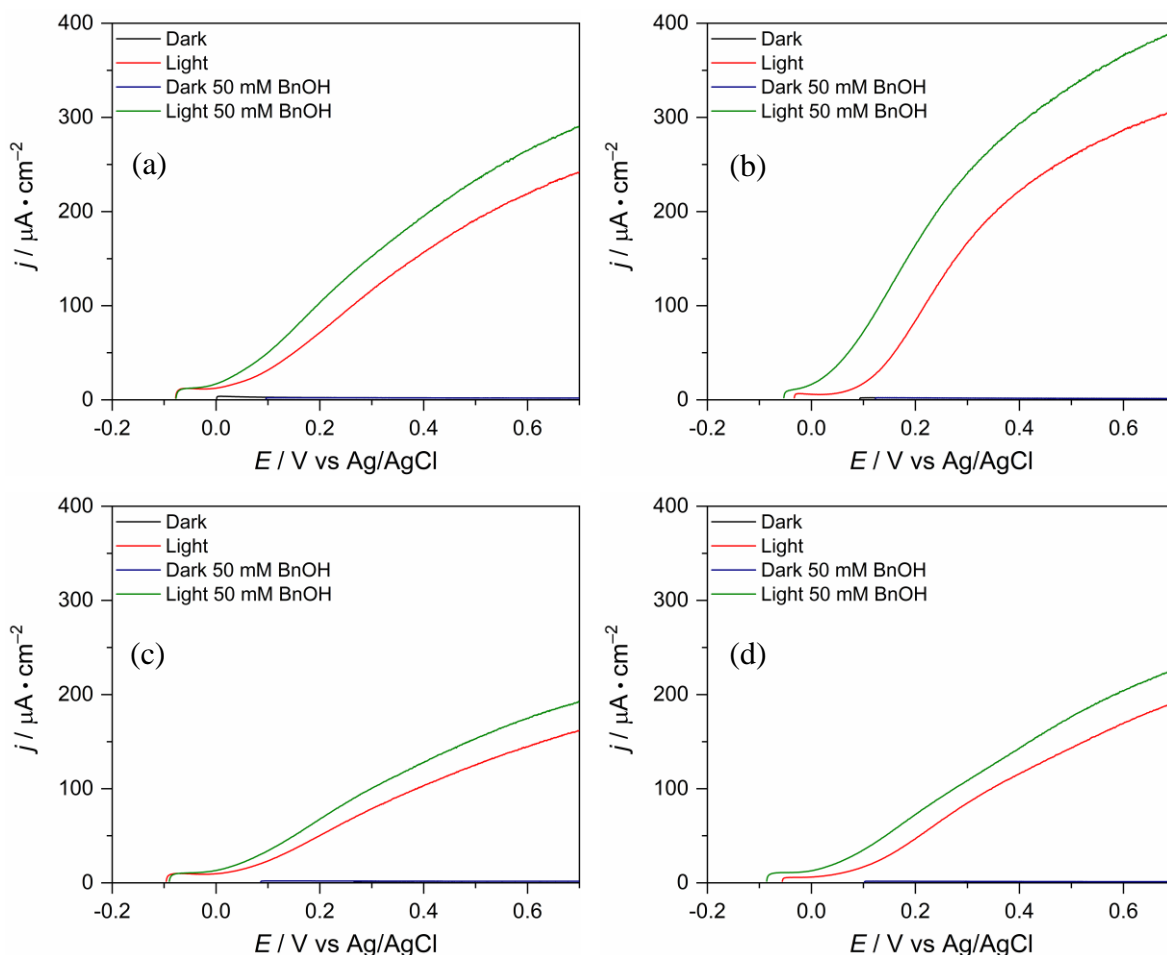 400
300
200
100
0
j / µA • cm⁻²
Dark
Light
Dark 50 mM BnOH
Light 50 mM BnOH
(a)
-0.2 0.0 0.2 0.4 0.6
E / V vs Ag/AgCl
400
300
200
100
0
j / µA • cm⁻²
Dark
Light
Dark 50 mM BnOH
Light 50 mM BnOH
(b)
-0.2 0.0 0.2 0.4 0.6
E / V vs Ag/AgCl
400
300
200
100
0
j / µA • cm⁻²
Dark
Light
Dark 50 mM BnOH
Light 50 mM BnOH
(c)
-0.2 0.0 0.2 0.4 0.6
E / V vs Ag/AgCl
400
300
200
100
0
j / µA • cm⁻²
Dark
Light
Dark 50 mM BnOH
Light 50 mM BnOH
(d)
-0.2 0.0 0.2 0.4 0.6
E / V vs Ag/AgCl